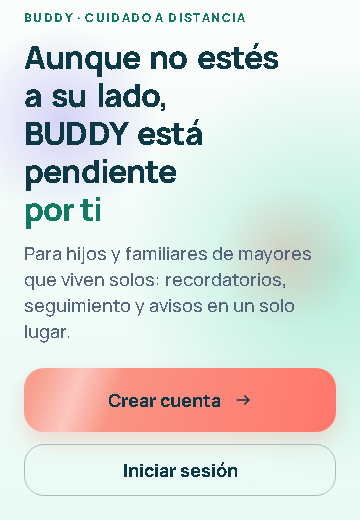 BUDDY · CUIDADO A DISTANCIA
Aunque no estés
a su lado,
BUDDY está
pendiente
por ti
Para hijos y familiares de mayores
que viven solos: recordatorios,
seguimiento y avisos en un solo
lugar.
Crear cuenta →
Iniciar sesión